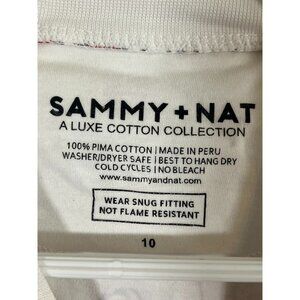 SAMMY + NAT
A LUXE COTTON COLLECTION
100% PIMA COTTON | MADE IN PERU
WASHER/DRYER SAFE | BEST TO HANG DRY
COLD CYCLES | NO BLEACH
www.sammyandnat.com
WEAR SNUG FITTING
NOT FLAME RESISTANT
10